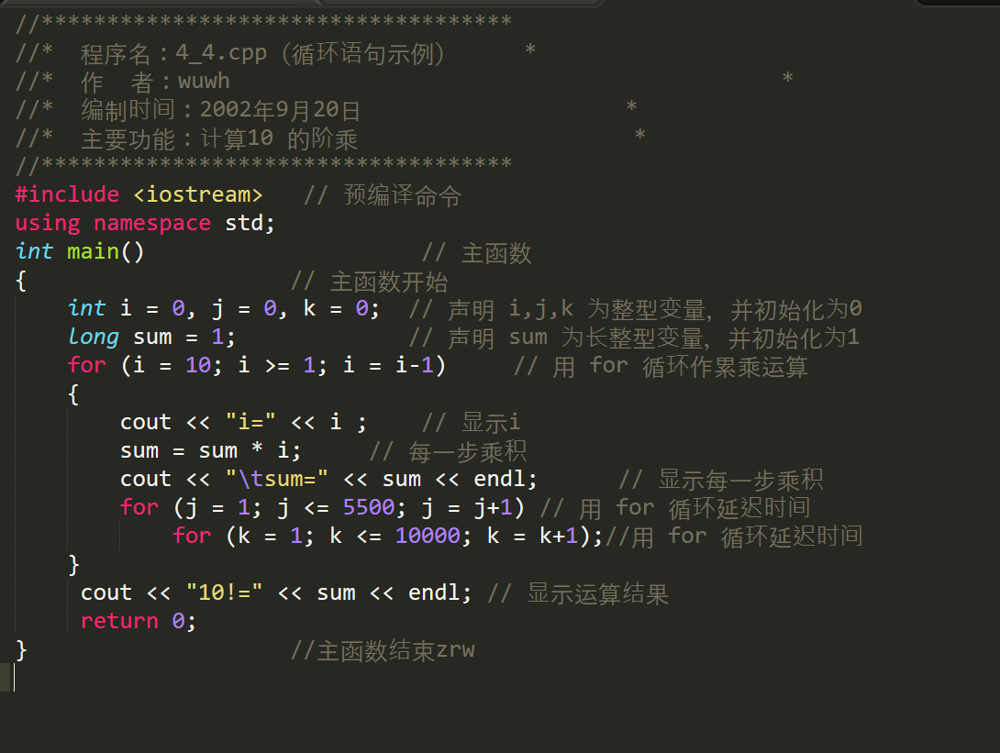 //************************************
//*  程序名：4_4.cpp（循环语句示例）      *
//*  作  者：wuwh                                          *
//*  编制时间：2002年9月20日                    *
//*  主要功能：计算10 的阶乘                     *
//************************************
#include <iostream>   // 预编译命令
using namespace std;
int main()                     // 主函数
{                    // 主函数开始
    int i = 0, j = 0, k = 0;  // 声明 i,j,k 为整型变量，并初始化为0
    long sum = 1;             // 声明 sum 为长整型变量，并初始化为1
    for (i = 10; i >= 1; i = i-1)     // 用 for 循环作累乘运算
    {
        cout << "i=" << i ;    // 显示i
        sum = sum * i;     // 每一步乘积
        cout << "\tsum=" << sum << endl;      // 显示每一步乘积
        for (j = 1; j <= 5500; j = j+1) // 用 for 循环延迟时间
            for (k = 1; k <= 10000; k = k+1);//用 for 循环延迟时间
    }
     cout << "10!=" << sum << endl; // 显示运算结果
     return 0;
}                    //主函数结束zrw